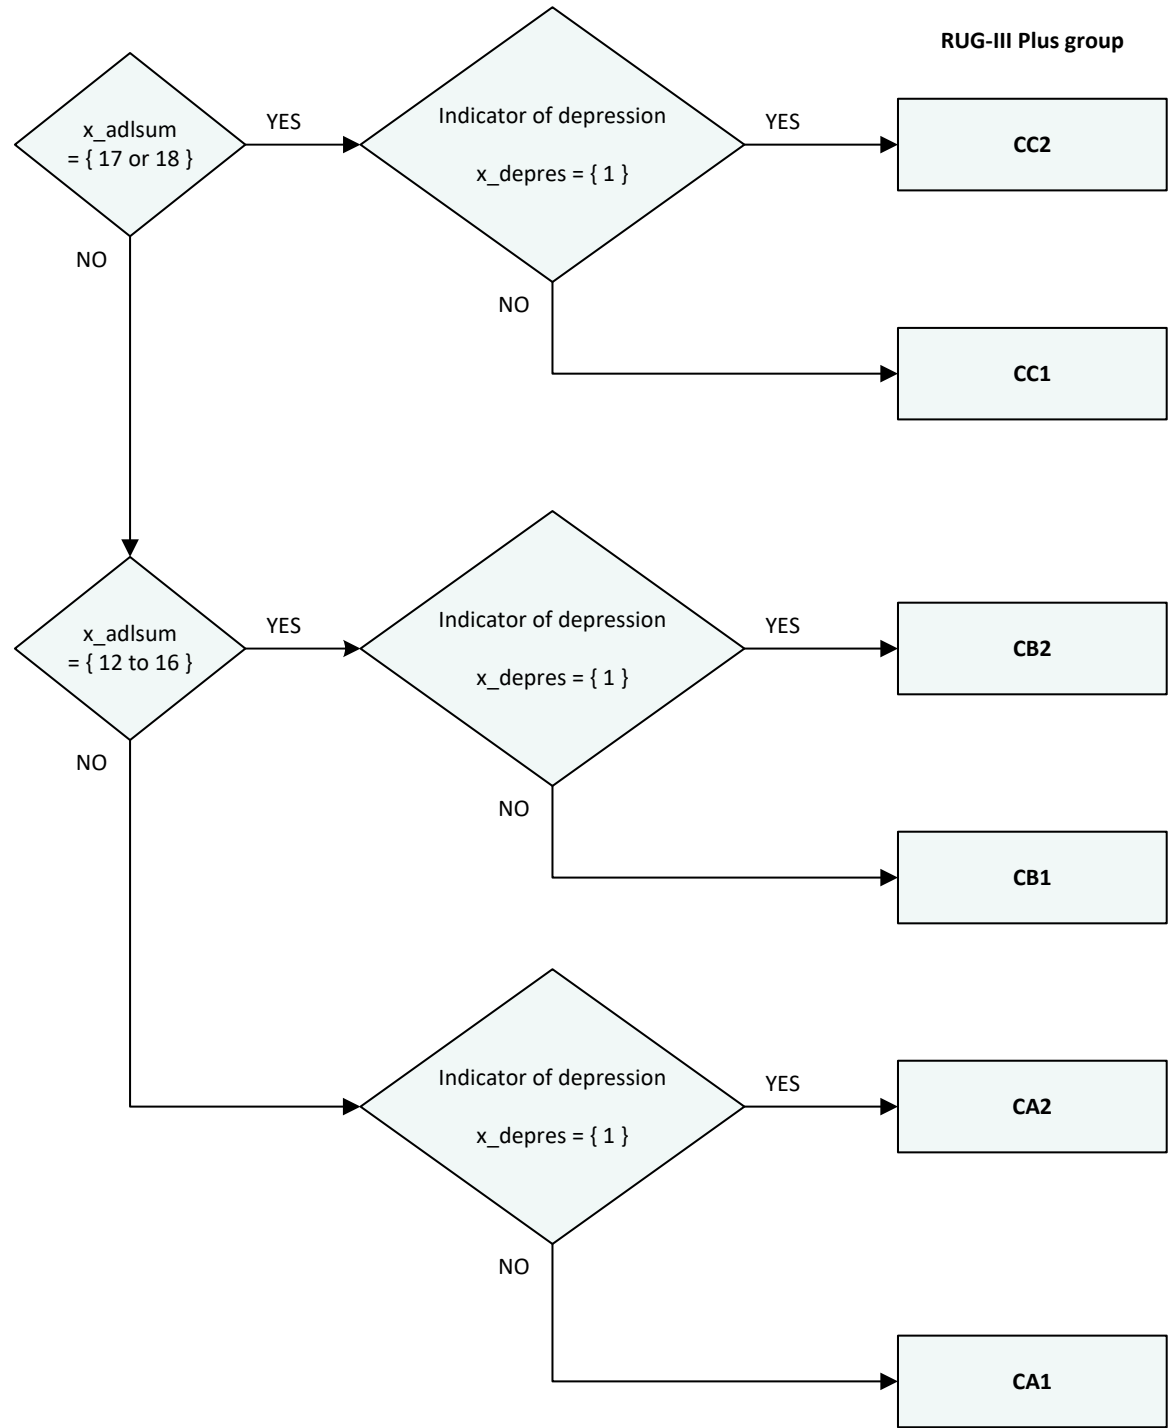 RUG-III Plus group
x_adlsum
= { 17 or 18 }
YES
Indicator of depression
x_depres = { 1 }
YES
CC2
NO
NO
CC1
x_adlsum
= { 12 to 16 }
YES
Indicator of depression
x_depres = { 1 }
YES
CB2
NO
NO
CB1
Indicator of depression
x_depres = { 1 }
YES
CA2
NO
CA1